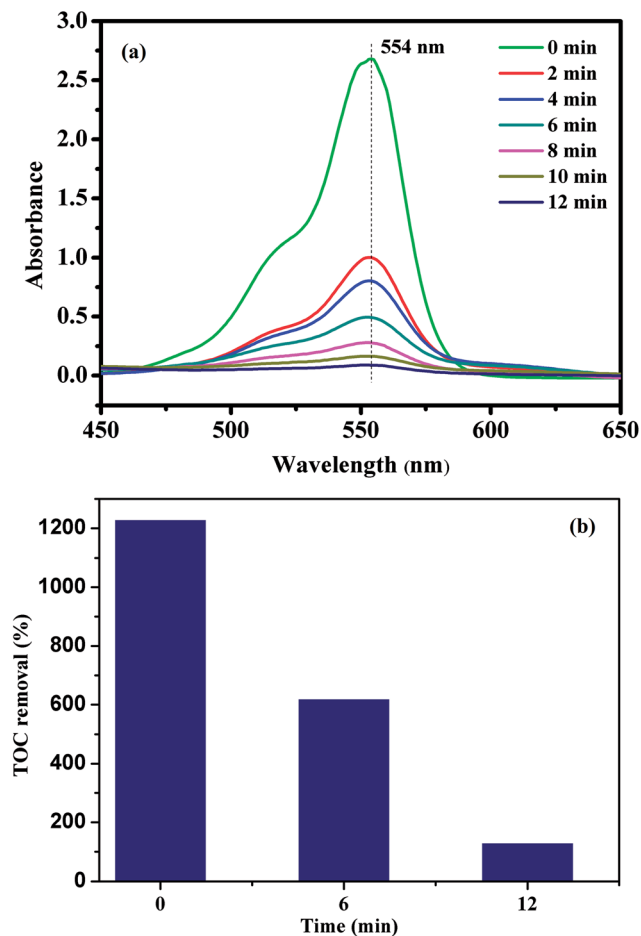 (a)
554 nm
0 min
2 min
4 min
6 min
8 min
10 min
12 min
3.0
2.5
2.0
1.5
1.0
0.5
0.0
Absorbance
450 500 550 600 650
Wavelength (nm)
(b)
1200
1000
800
600
400
200
0
TOC removal (%)
0 6 12
Time (min)